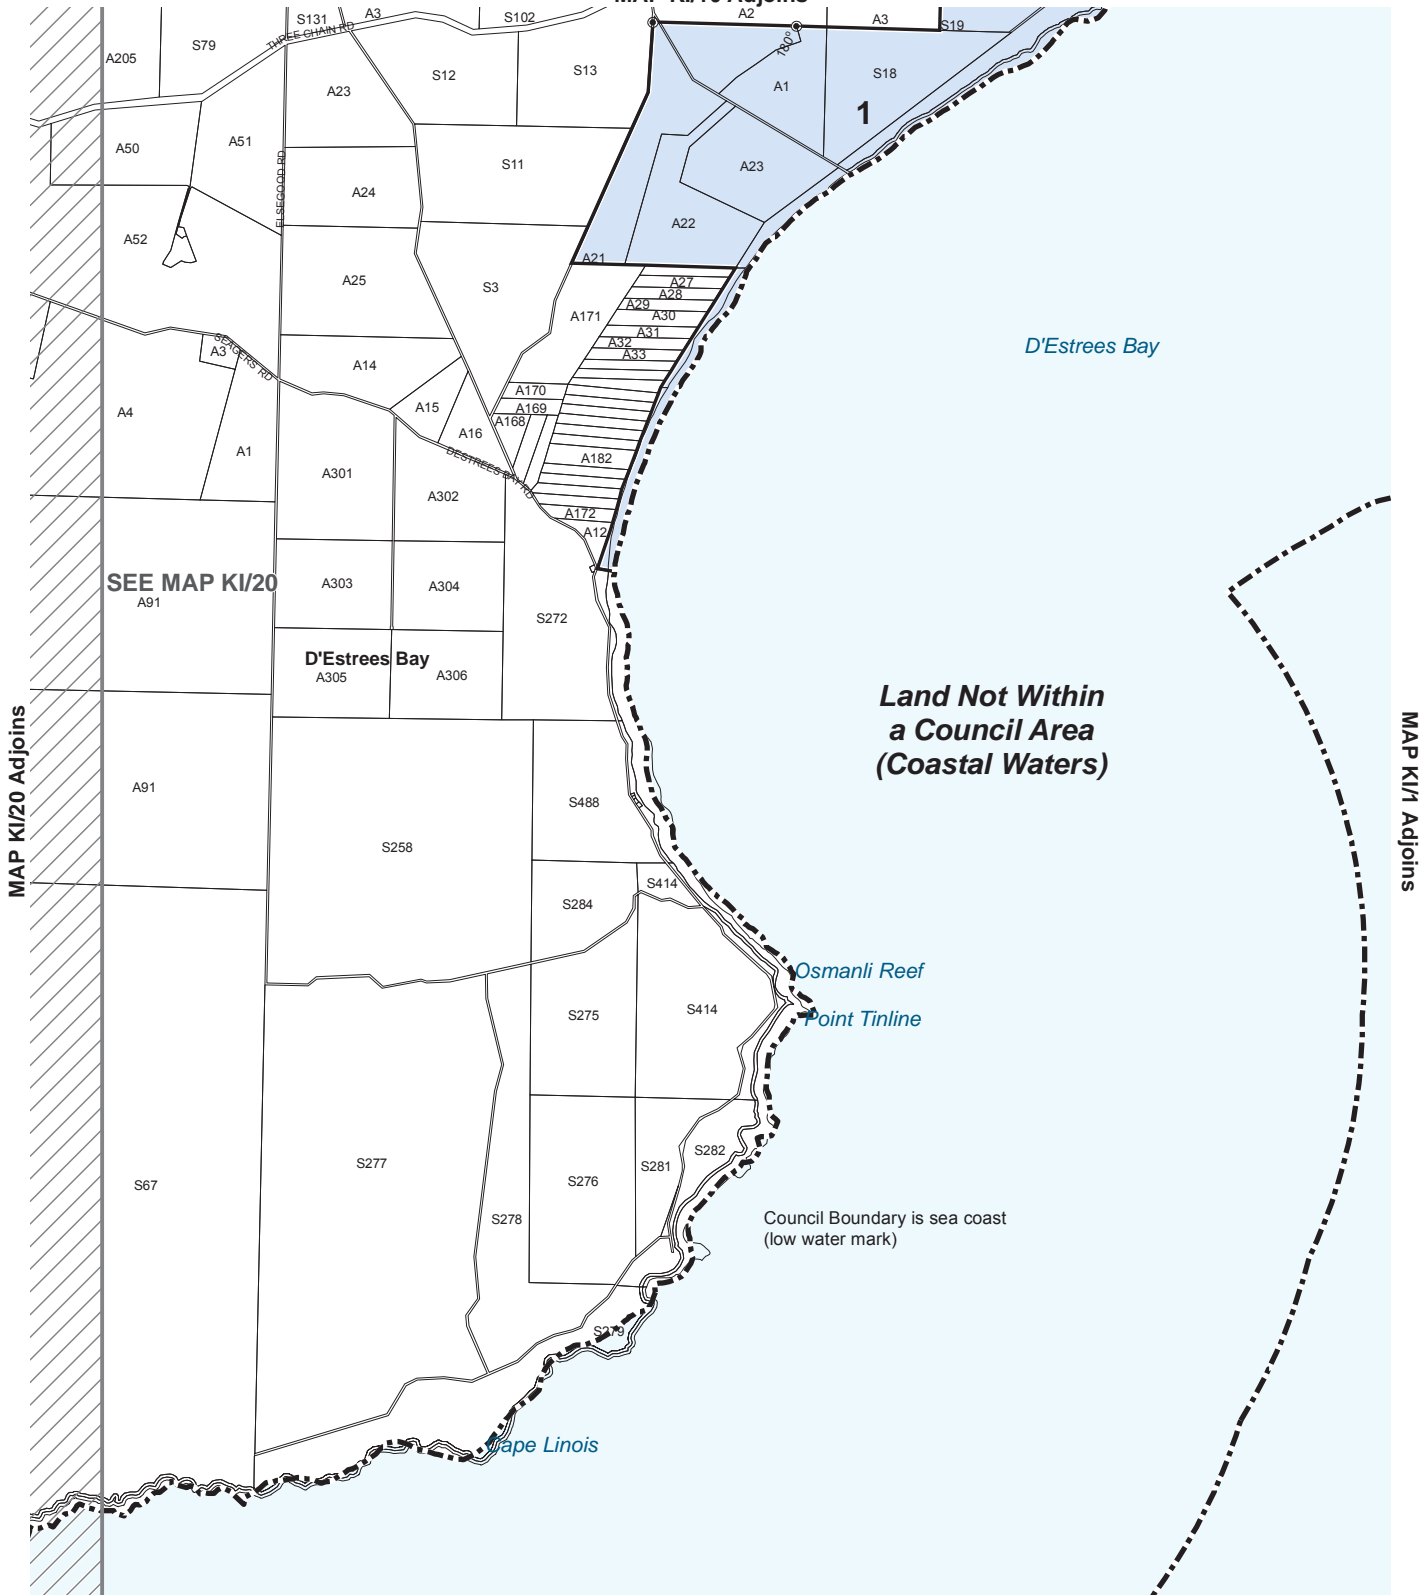 MAP KI/19 Adjoins
S131
A3
S102
A2
A3
S19
THREE CHAIN RD
A205
S79
S12
S13
180°
A1
S18
A23
1
A50
A51
S11
A23
ELSEGOOD RD
A24
A22
A52
A21
A25
S3
A27
A28
A29
A30
A171
A31
A32
A33
SEAGERS RD
A3
A14
D'Estrees Bay
A170
A169
A168
A15
A16
A4
A1
DESTREES BAY RD
A182
A301
A302
A172
A12
SEE MAP KI/20
A91
A303
A304
S272
D'Estrees Bay
A305
A306
Land Not Within
a Council Area
(Coastal Waters)
MAP KI/20 Adjoins
MAP KI/1 Adjoins
A91
S488
S258
S414
S284
Osmanli Reef
Point Tinline
S275
S414
S67
S277
S276
S281
S282
S278
Council Boundary is sea coast
(low water mark)
S279
Cape Linois